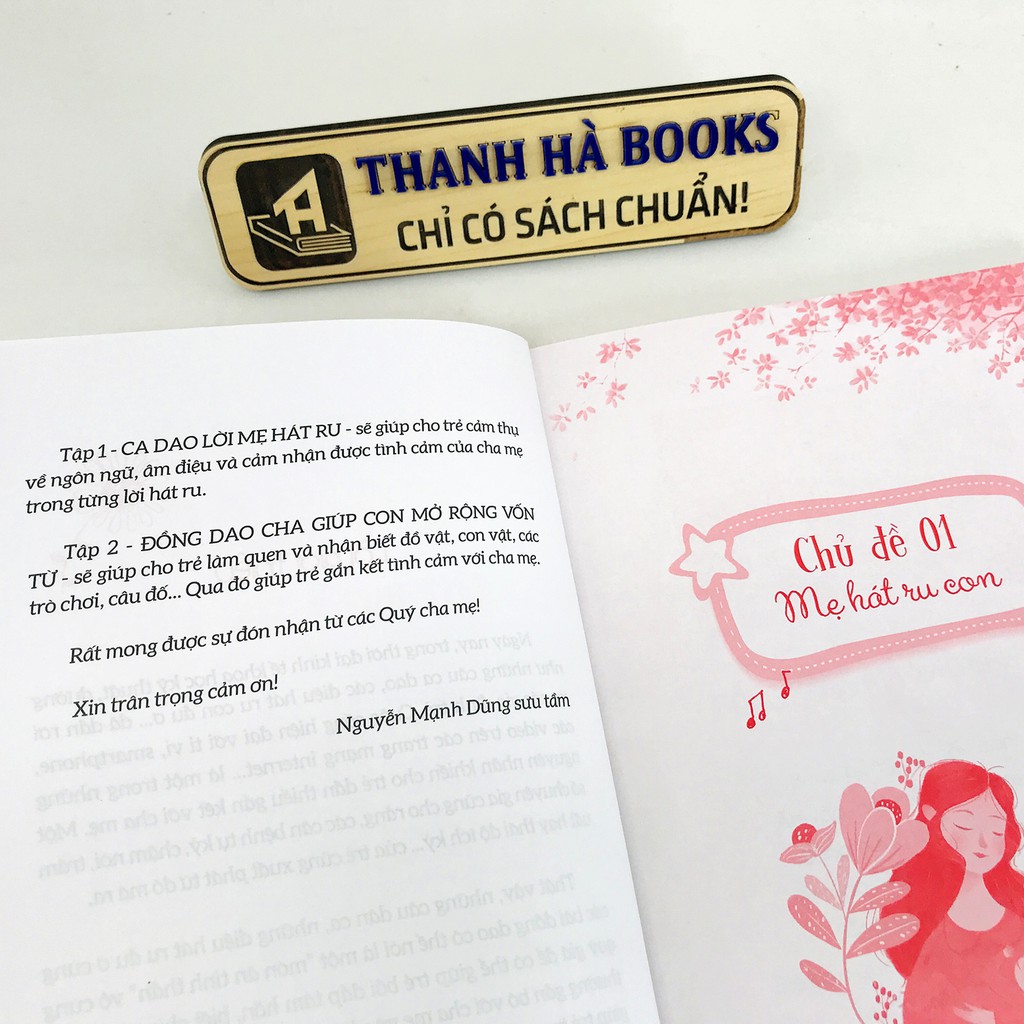 THANH HÀ BOOKS
CHỈ CÓ SÁCH CHUẨN!
Tập 1 - CA DAO LỜI MẸ HÁT RU - sẽ giúp cho trẻ cảm thụ
về ngôn ngữ, âm điệu và cảm nhận được tình cảm của cha mẹ
trong từng lời hát ru.
Tập 2 - ĐỒNG DAO CHA GIÚP CON MỞ RỘNG VỐN
TỪ - sẽ giúp cho trẻ làm quen và nhận biết đồ vật, con vật, các
trò chơi, câu đố... Qua đó giúp trẻ gắn kết tình cảm với cha mẹ.
Rất mong được sự đón nhận từ các Quý cha mẹ!
Xin trân trọng cảm ơn!
Nguyễn Mạnh Dũng sưu tầm
Chủ đề 01
Mẹ hát ru con